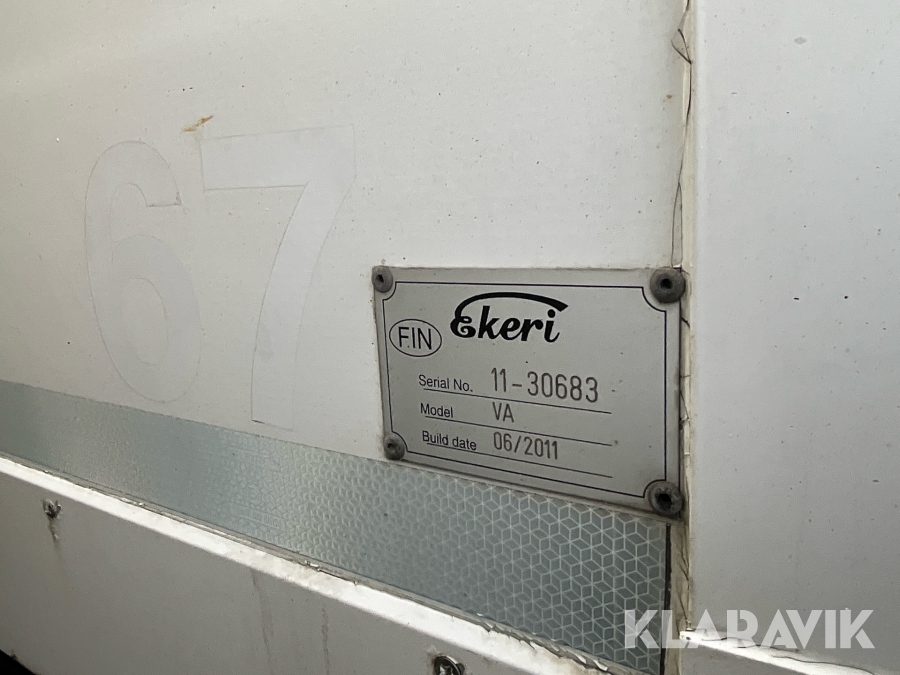 67
Ekeri
FIN
Serial No. 11-30683
Model VA
Build date 06/2011
KLARAVIK